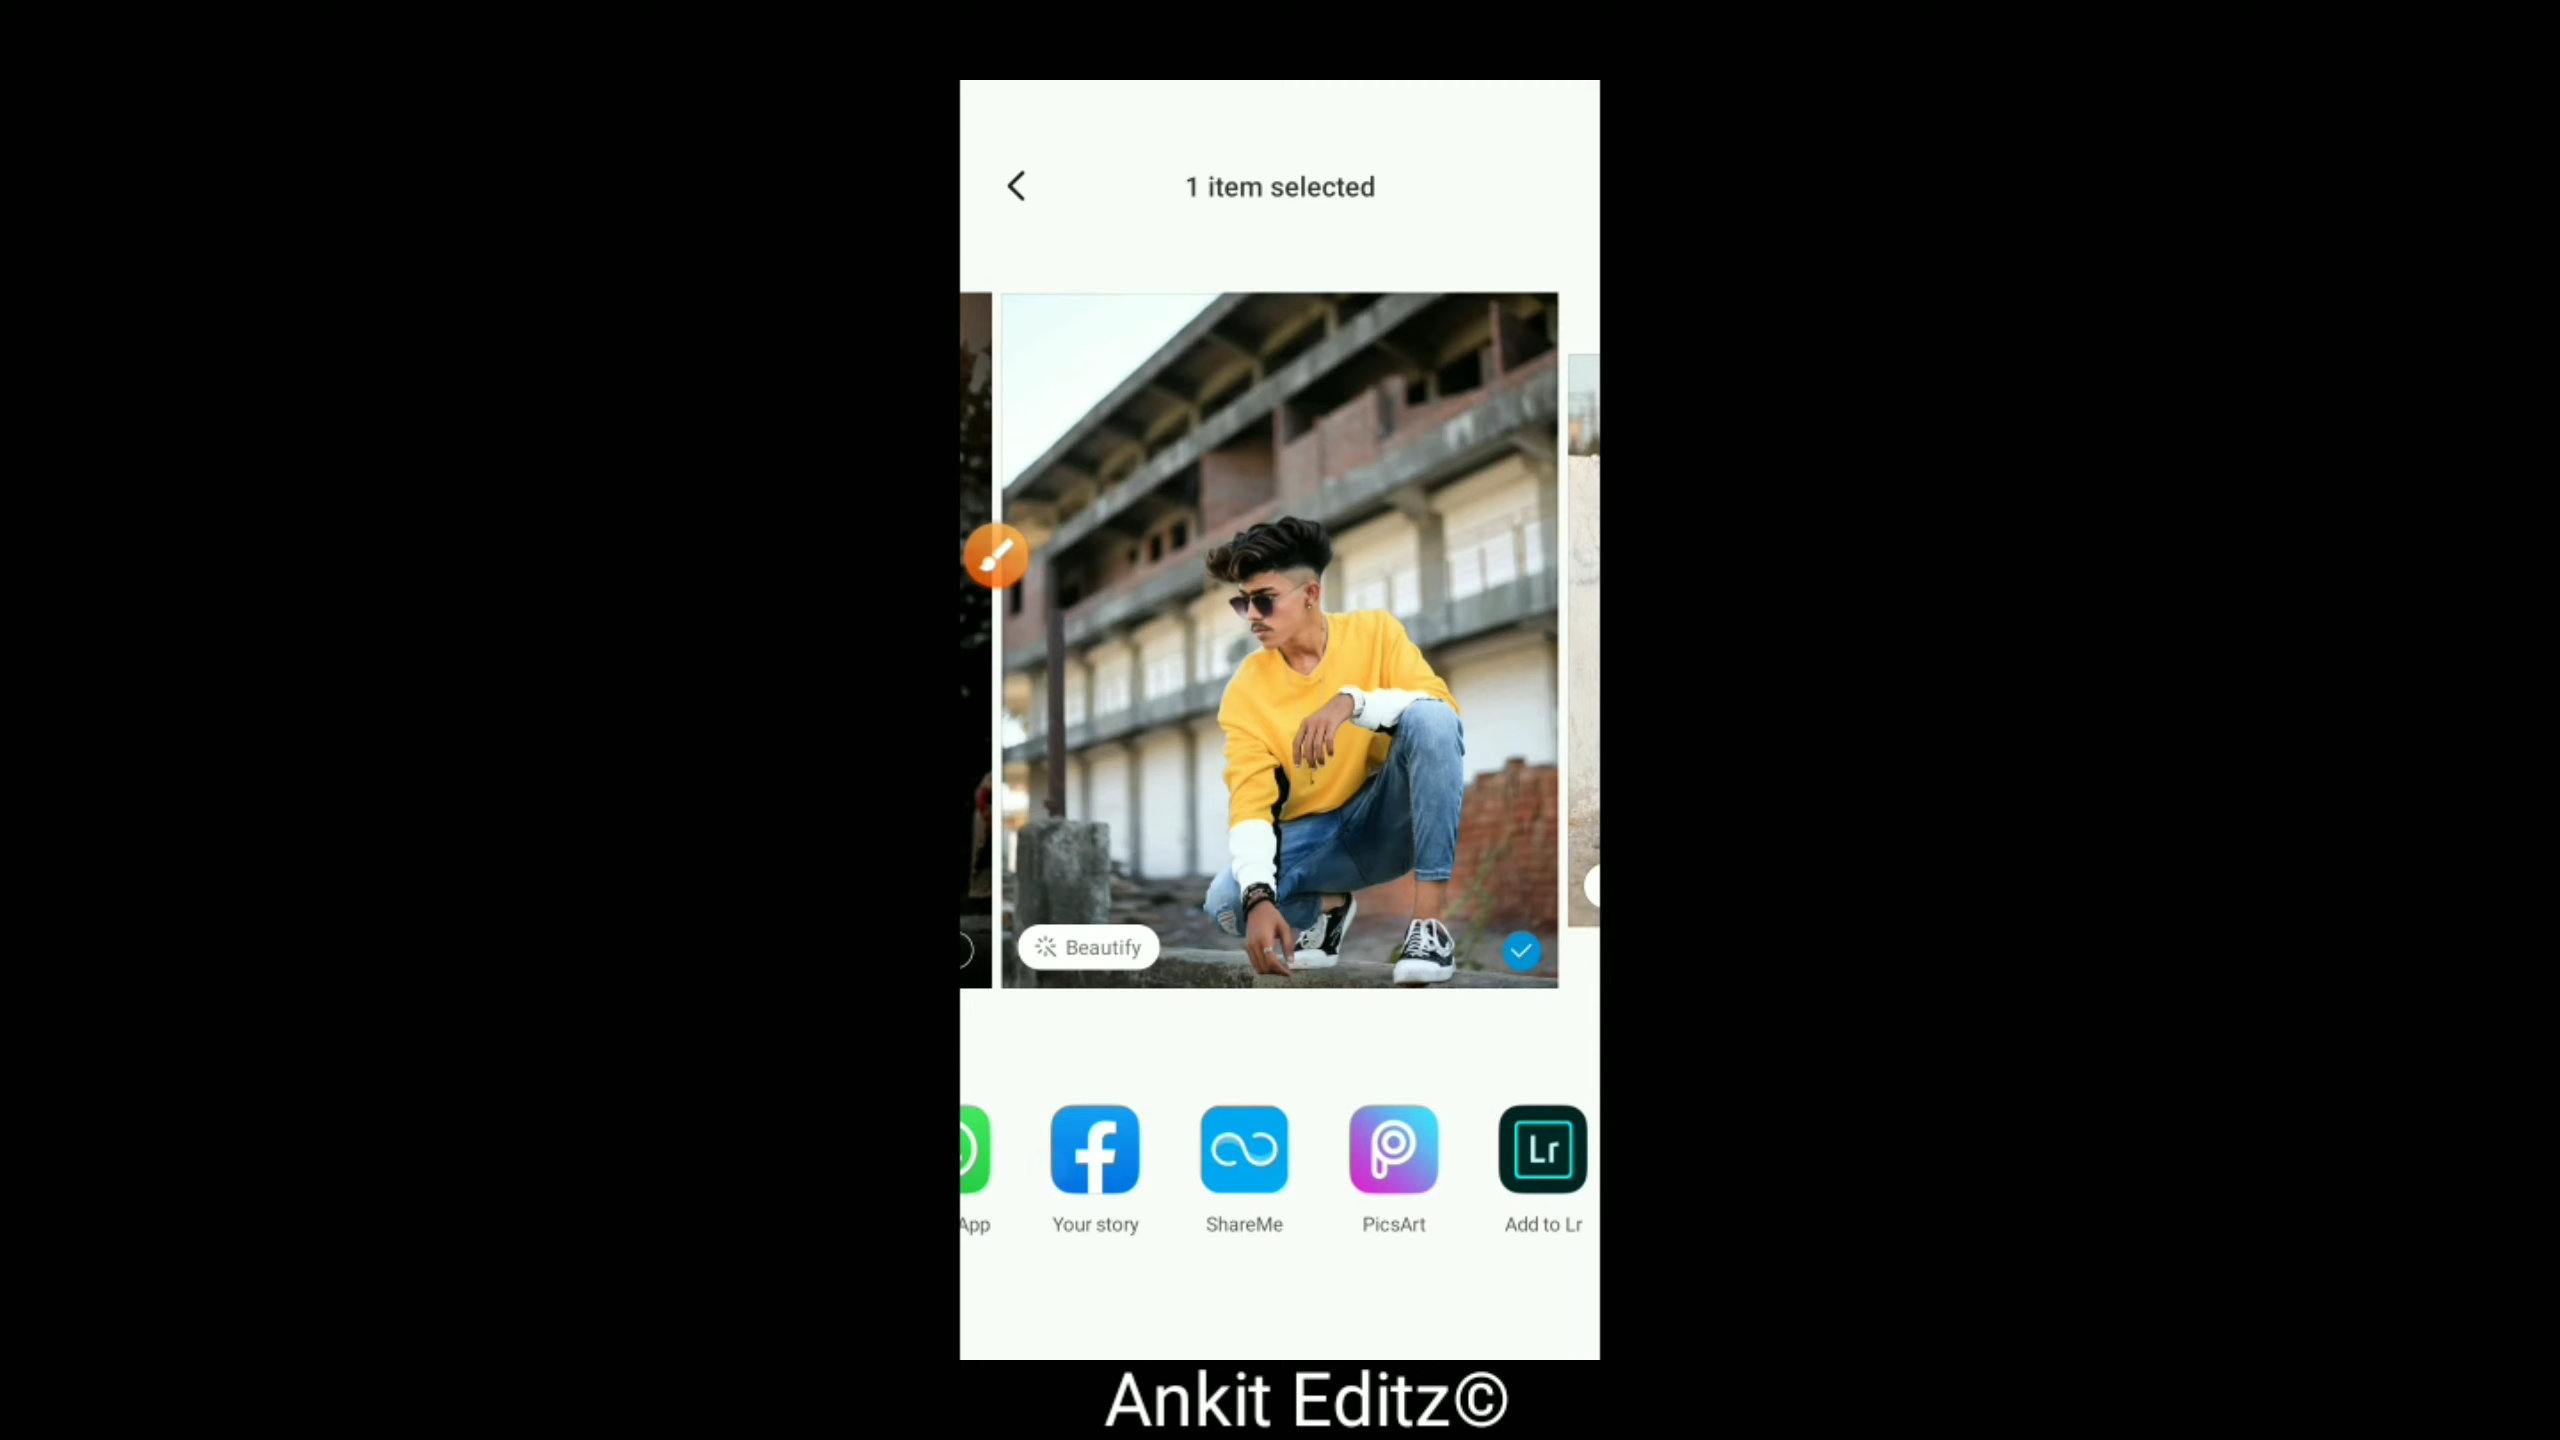 1 item selected
Beautify
Lr
App
Your story
ShareMe
PicsArt
Add to Lr
Ankit Editz©